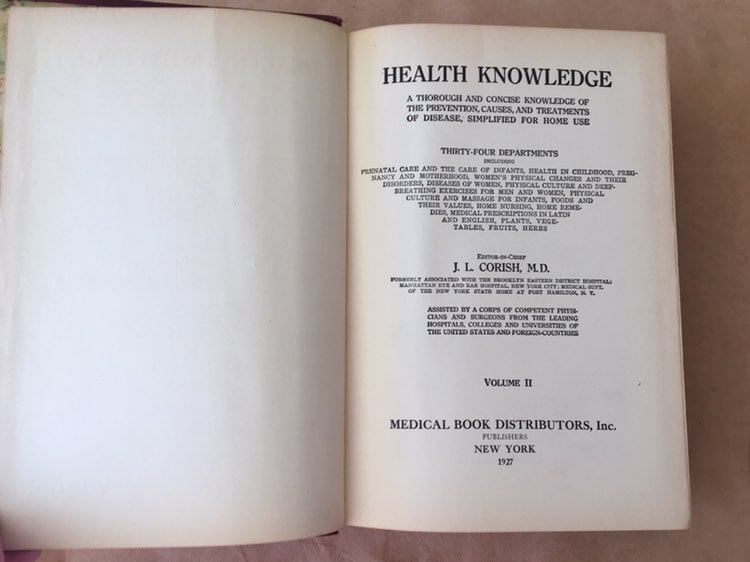 HEALTH KNOWLEDGE
A THOROUGH AND CONCISE KNOWLEDGE OF
THE PREVENTION, CAUSES, AND TREATMENTS
OF DISEASE, SIMPLIFIED FOR HOME USE
THIRTY-FOUR DEPARTMENTS
INCLUDING
PRENATAL CARE AND THE CARE OF INFANTS, HEALTH IN CHILDHOOD, PREG-
NANCY AND MOTHERHOOD, WOMEN'S PHYSICAL CHANGES AND THEIR
DISORDERS, DISEASES OF WOMEN, PHYSICAL CULTURE AND DEEP-
BREATHING EXERCISES FOR MEN AND WOMEN, PHYSICAL
CULTURE AND MASSAGE FOR INFANTS, FOODS AND
THEIR VALUES, HOME NURSING, HOME REME-
DIES, MEDICAL PRESCRIPTIONS IN LATIN
AND ENGLISH, PLANTS, VEGE-
TABLES, FRUITS, HERBS
EDITOR-IN-CHIEF
J. L. CORISH, M.D.
FORMERLY ASSOCIATED WITH THE BROOKLYN EASTERN DISTRICT HOSPITAL;
MANHATTAN EYE AND EAR HOSPITAL, NEW YORK CITY; MEDICAL SUPT.
OF THE NEW YORK STATE HOME AT PORT HAMILTON, N. Y.
ASSISTED BY A CORPS OF COMPETENT PHYSI-
CIANS AND SURGEONS FROM THE LEADING
HOSPITALS, COLLEGES AND UNIVERSITIES OF
THE UNITED STATES AND FOREIGN-COUNTRIES
VOLUME II
MEDICAL BOOK DISTRIBUTORS, Inc.
PUBLISHERS
NEW YORK
1927